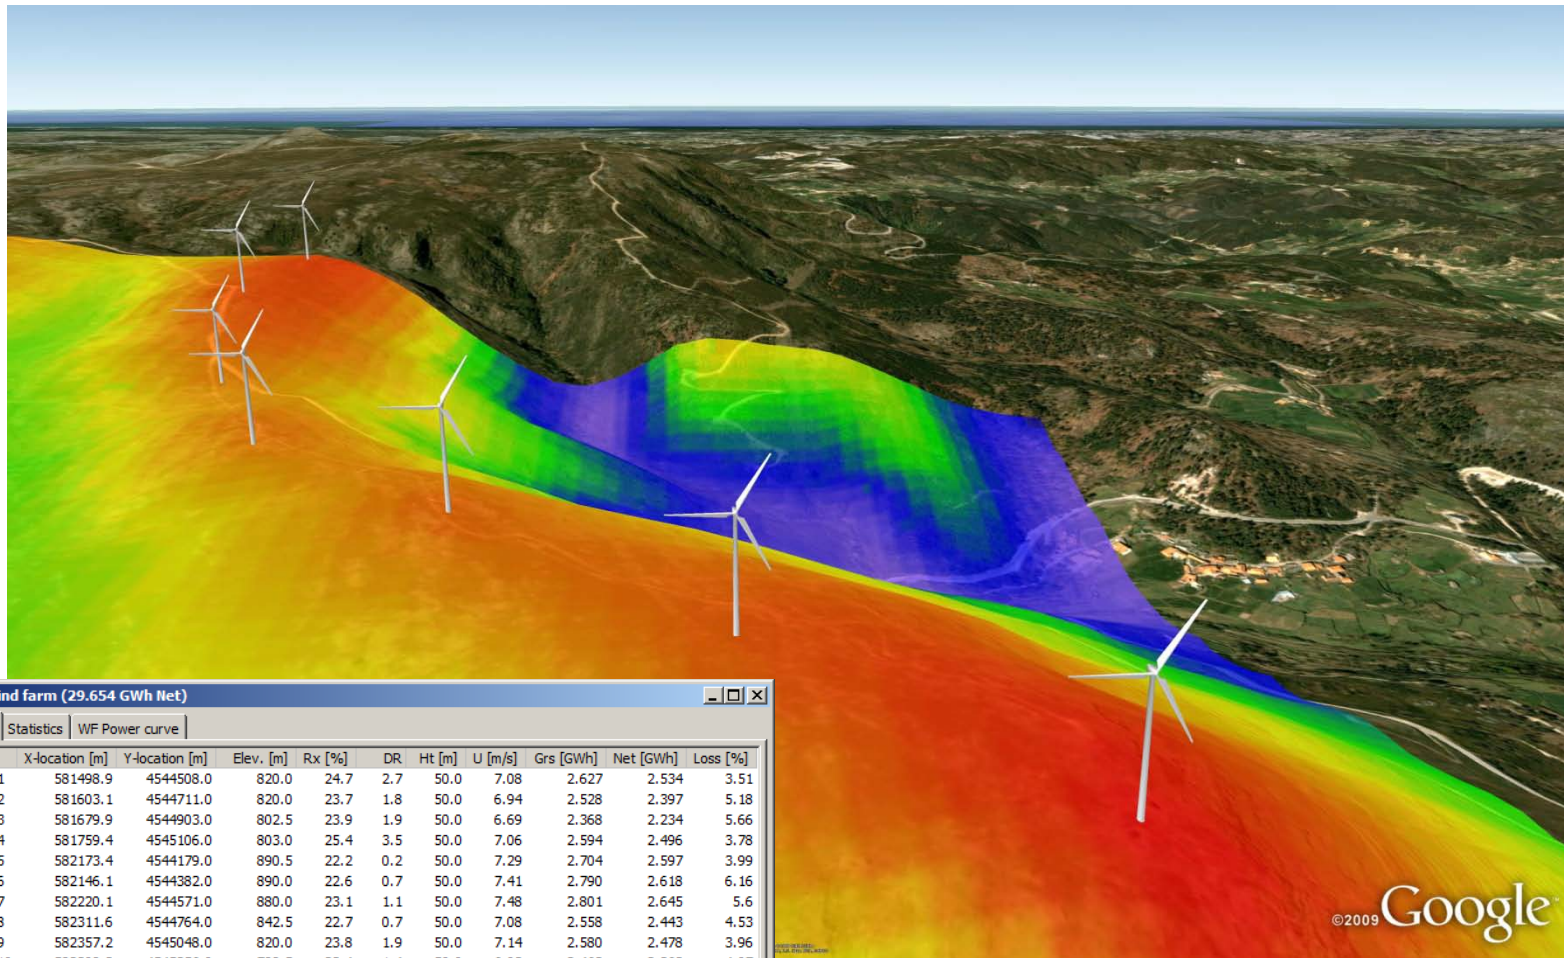 ind farm (29.654 GWh Net)
Statistics WF Power curve
X-location [m] Y-location [m] Elev. [m] Rx [%] DR Ht [m] U [m/s] Grs [GWh] Net [GWh] Loss [%]
1 581498.9 4544508.0 820.0 24.7 2.7 50.0 7.08 2.627 2.534 3.51
2 581603.1 4544711.0 820.0 23.7 1.8 50.0 6.94 2.528 2.397 5.18
3 581679.9 4544903.0 802.5 23.9 1.9 50.0 6.69 2.368 2.234 5.66
4 581759.4 4545106.0 803.0 25.4 3.5 50.0 7.06 2.594 2.496 3.78
5 582173.4 4544179.0 890.5 22.2 0.2 50.0 7.29 2.704 2.597 3.99
6 582146.1 4544382.0 890.0 22.6 0.7 50.0 7.41 2.790 2.618 6.16
7 582220.1 4544571.0 880.0 23.1 1.1 50.0 7.48 2.801 2.645 5.6
8 582311.6 4544764.0 842.5 22.7 0.7 50.0 7.08 2.558 2.443 4.53
9 582357.2 4545048.0 820.0 23.8 1.9 50.0 7.14 2.580 2.478 3.96
©2009 Google